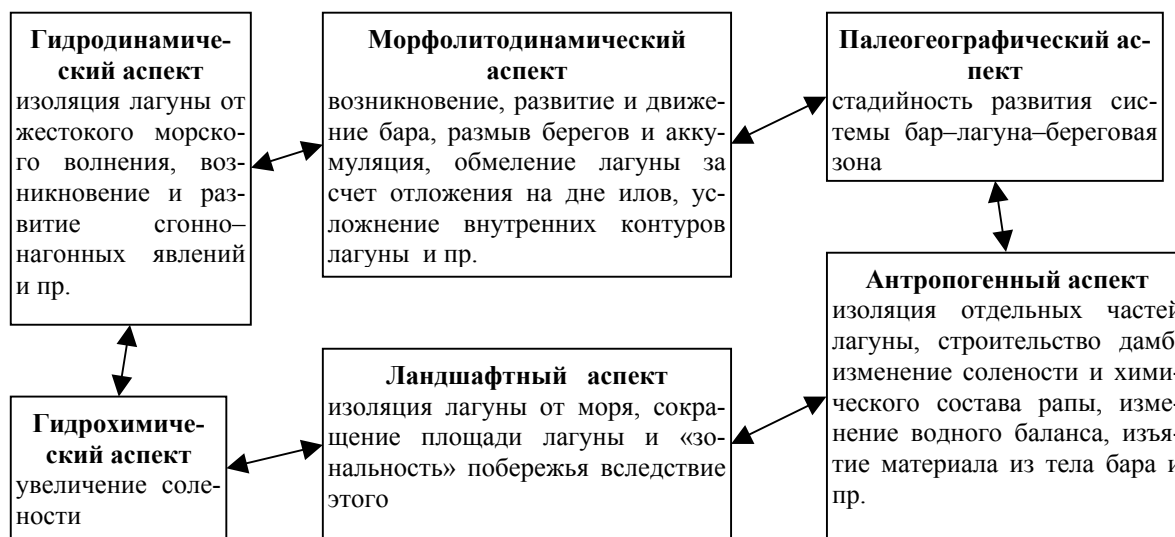 Гидродинамиче-
ский аспект
изоляция лагуны от
жестокого морско-
го волнения, воз-
никновение и раз-
витие сгонно–
нагонных явлений
и пр.
Морфолитодинамический
аспект
возникновение, развитие и движе-
ние бара, размыв берегов и акку-
муляция, обмеление лагуны за
счет отложения на дне илов, ус-
ложнение внутренних контуров
лагуны и пр.
Палеогеографический ас-
пект
стадийность развития сис-
темы бар–лагуна–береговая
зона
Гидрохимиче-
ский аспект
увеличение соле-
ности
Ландшафтный аспект
изоляция лагуны от моря, сокра-
щение площади лагуны и «зо-
нальность» побережья вследствие
этого
Антропогенный аспект
изоляция отдельных частей
лагуны, строительство дамб,
изменение солености и хими-
ческого состава рапы, изме-
нение водного баланса, изъя-
тие материала из тела бара и
пр.